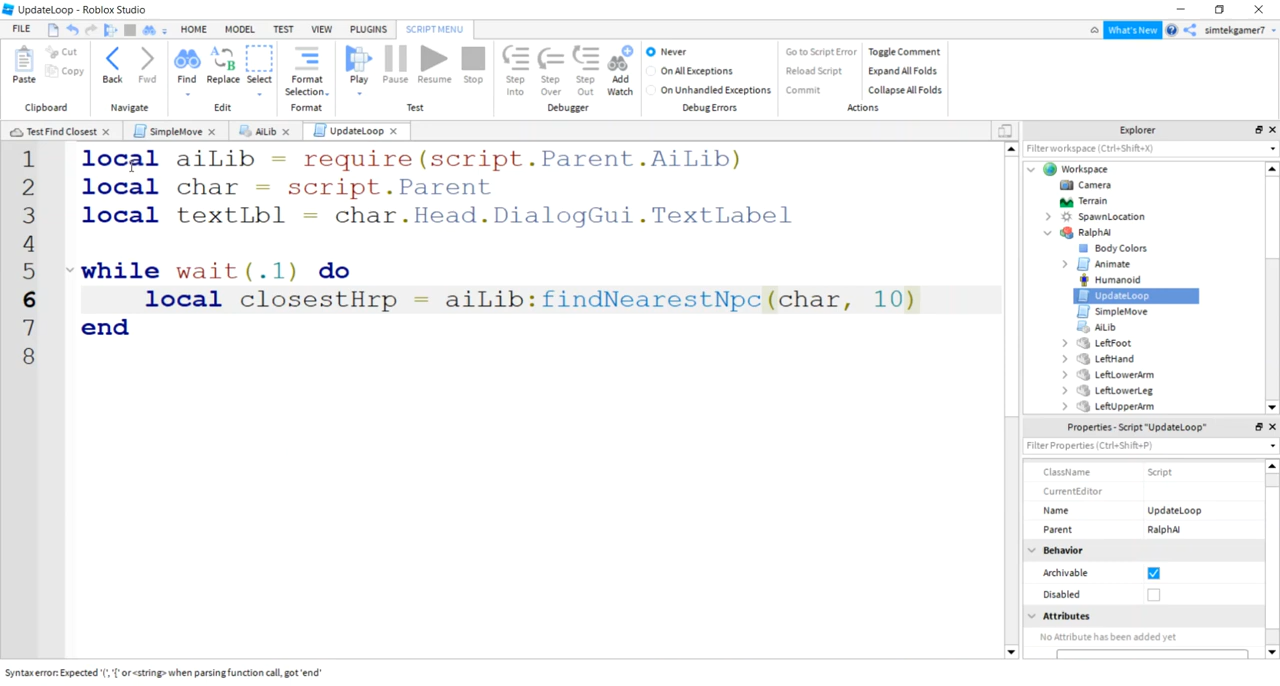 UpdateLoop - Roblox Studio
FILE HOME MODEL TEST VIEW PLUGINS SCRIPT MENU What's New simtekgamer7
Paste Cut Copy Back Fwd Find Replace Select Format Selection Play Pause Resume Stop Step Into Step Over Step Out Add Watch
Never
On All Exceptions
On Unhandled Exceptions
Go to Script Error
Reload Script
Commit
Toggle Comment
Expand All Folds
Collapse All Folds
Clipboard Navigate Edit Format Test Debugger Debug Errors Actions
Test Find Closest SimpleMove AiLib UpdateLoop
1 local aiLib = require(script.Parent.AiLib)
2 local char = script.Parent
3 local textLbl = char.Head.DialogGui.TextLabel
4
5 while wait(.1) do
6 local closestHrp = aiLib:findNearestNpc(char, 10)
7 end
8
Explorer
Filter workspace (Ctrl+Shift+X)
Workspace
Camera
Terrain
SpawnLocation
RalphAI
Body Colors
Animate
Humanoid
UpdateLoop
SimpleMove
AiLib
LeftFoot
LeftHand
LeftLowerArm
LeftLowerLeg
LeftUpperArm
Properties - Script "UpdateLoop"
Filter Properties (Ctrl+Shift+P)
ClassName Script
CurrentEditor
Name UpdateLoop
Parent RalphAI
Behavior
Archivable
Disabled
Attributes
No Attribute has been added yet
Syntax error: Expected '(', '{' or <string> when parsing function call, got 'end'